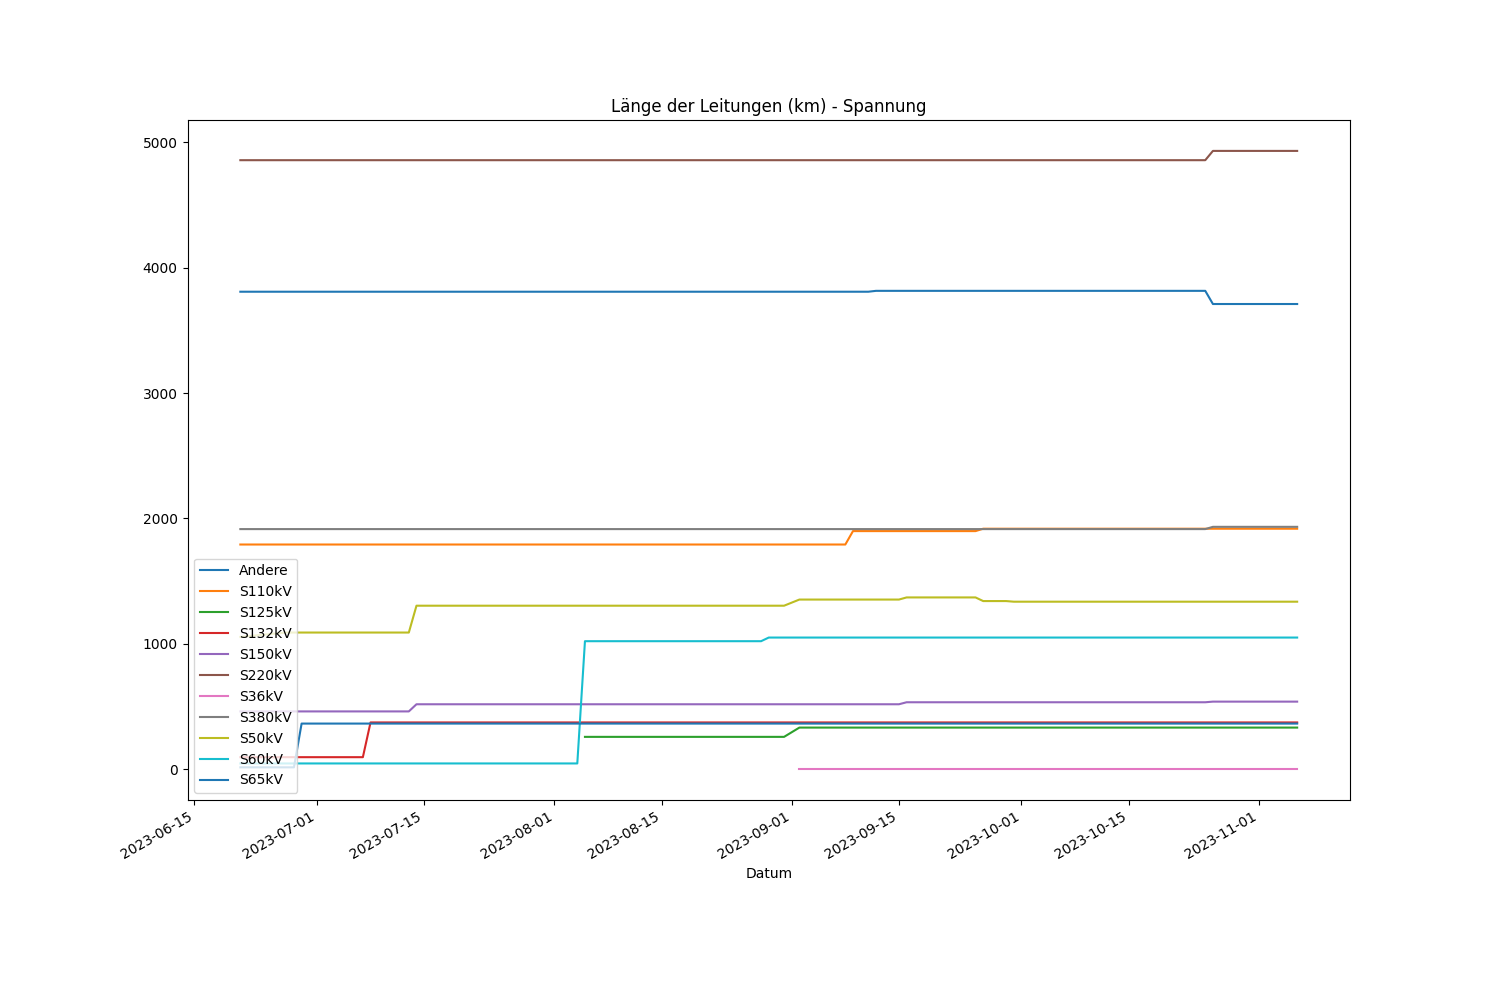 Länge der Leitungen (km) - Spannung
5000
4000
3000
2000
1000
0
Andere
S110kV
S125kV
S132kV
S150kV
S220kV
S36kV
S380kV
S50kV
S60kV
S65kV
2023-06-15
2023-07-01
2023-07-15
2023-08-01
2023-08-15
2023-09-01
2023-09-15
2023-10-01
2023-10-15
2023-11-01
Datum